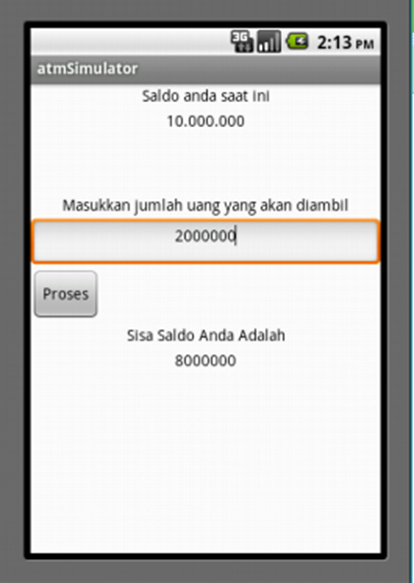 3G 2:13 PM
atmSimulator
Saldo anda saat ini
10.000.000
Masukkan jumlah uang yang akan diambil
2000000
Proses
Sisa Saldo Anda Adalah
8000000